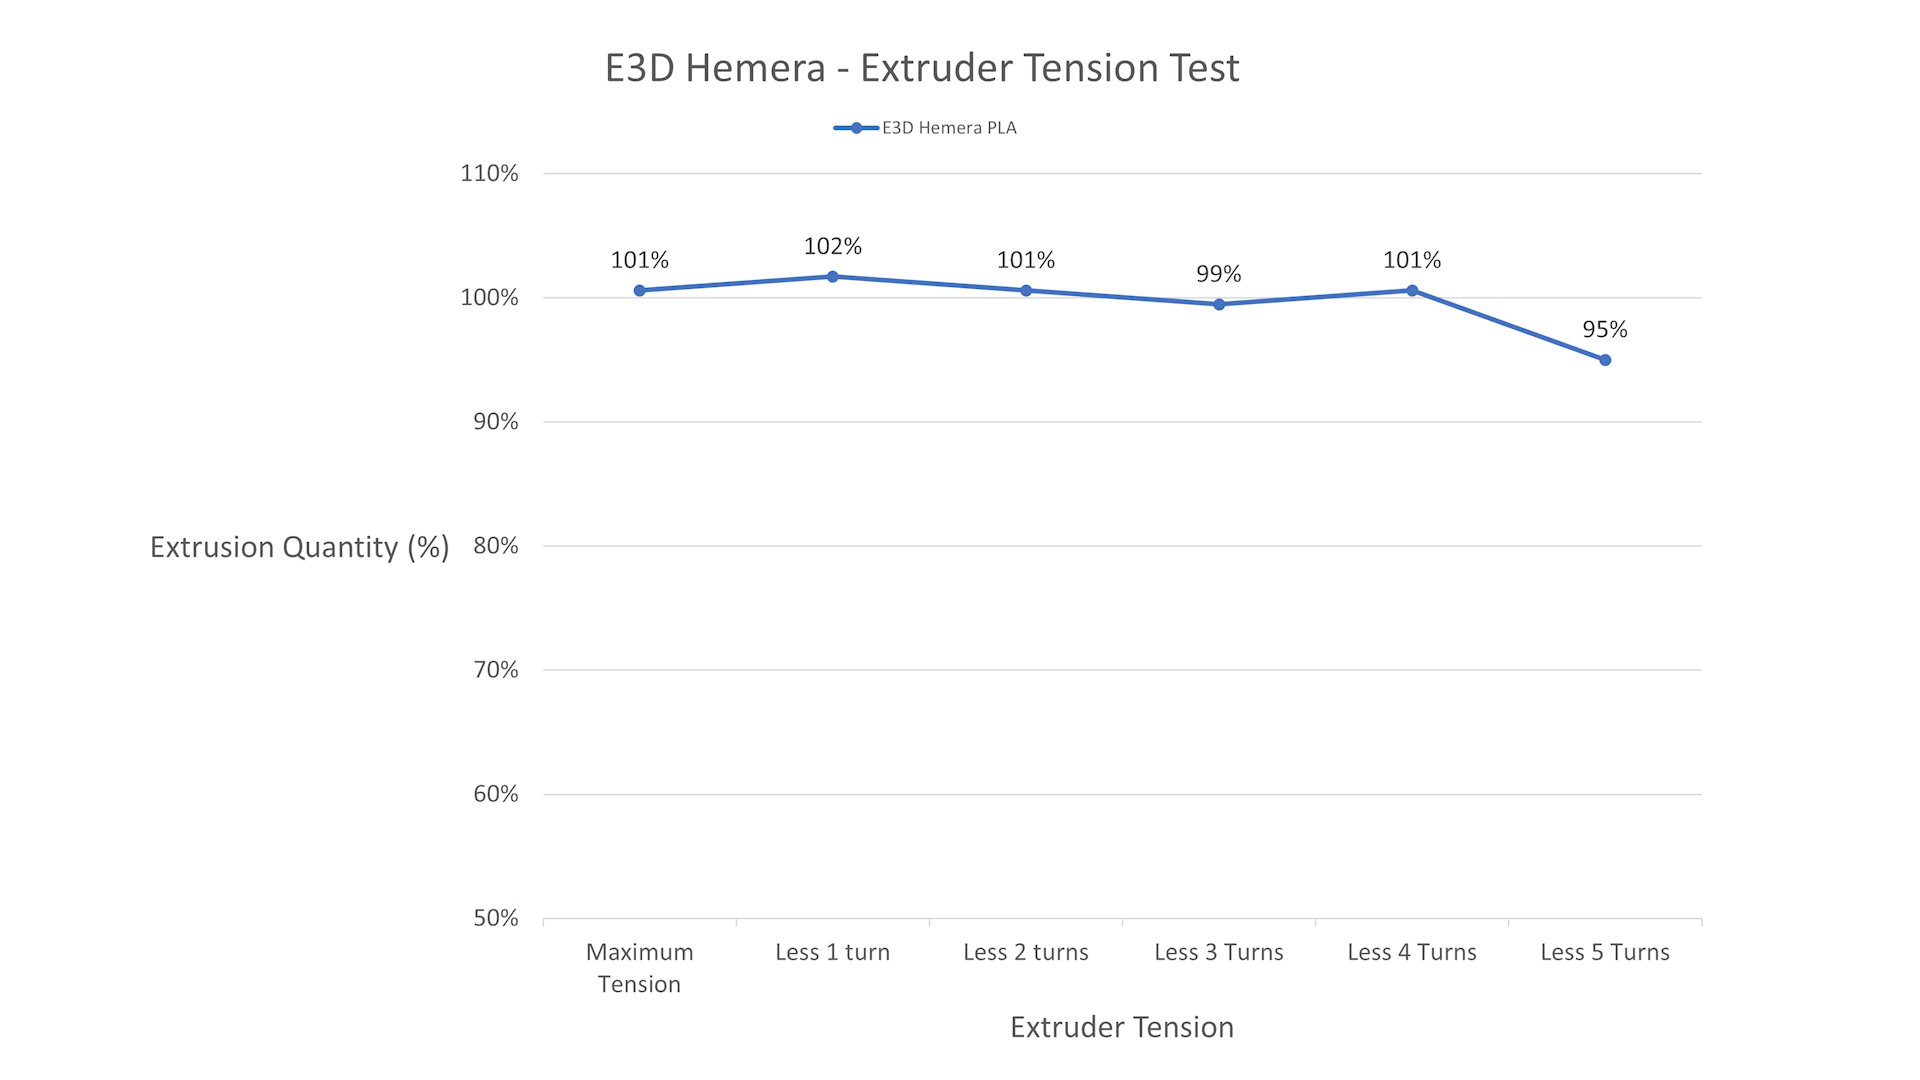 E3D Hemera - Extruder Tension Test
E3D Hemera PLA
110%
101%
102%
101%
99%
101%
95%
100%
90%
Extrusion Quantity (%)
80%
70%
60%
50%
Maximum
Tension
Less 1 turn
Less 2 turns
Less 3 Turns
Less 4 Turns
Less 5 Turns
Extruder Tension